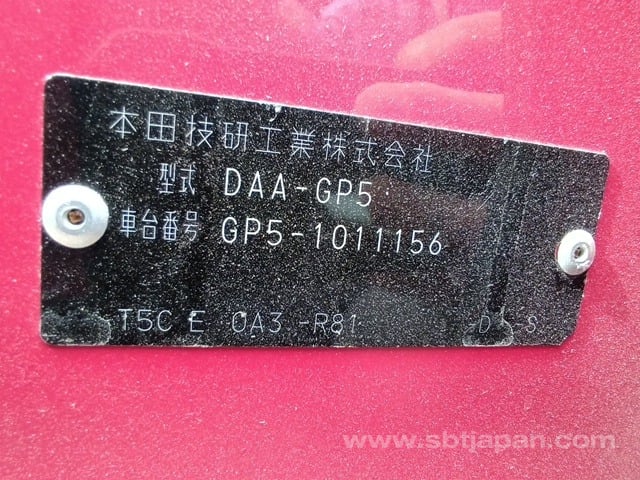 本田技研工業株式会社
型式 DAA-GP5
車台番号 GP5-1011156
T5C E 0A3 -R81 -D -S
www.sbtjapan.com